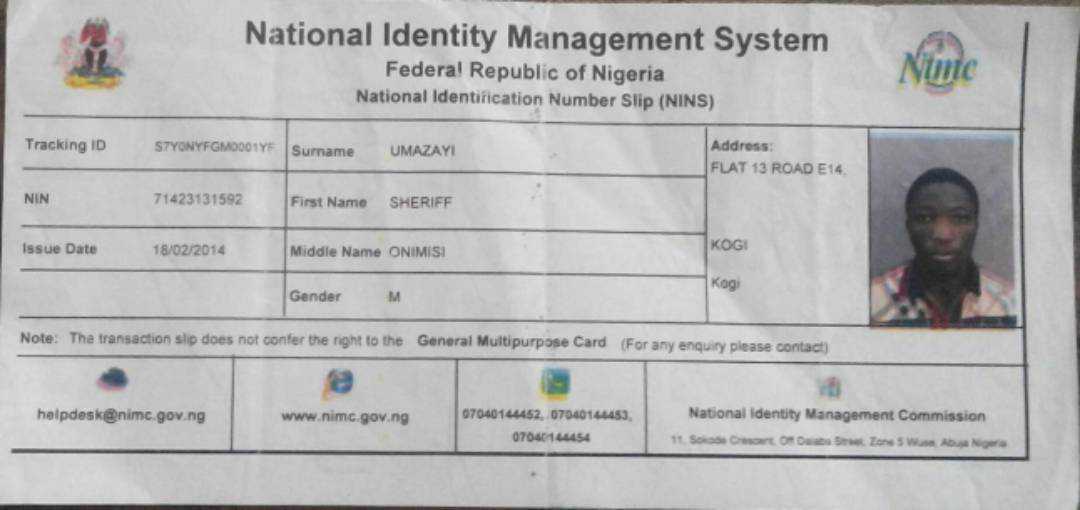 National Identity Management System
Federal Republic of Nigeria
National Identification Number Slip (NINS)
Nimc
Tracking ID S7Y0NYFGM0001YF
Surname UMAZAYI
Address:
FLAT 13 ROAD E14,
NIN 71423131592
First Name SHERIFF
Issue Date 18/02/2014
Middle Name ONIMISI
KOGI
Gender M
Kogi
Note: The transaction slip does not confer the right to the General Multipurpose Card (For any enquiry please contact)
helpdesk@nimc.gov.ng
www.nimc.gov.ng
07040144452, 07040144453,
07040144454
National Identity Management Commission
11, Sokode Crescent, Off Dalaba Street, Zone 5 Wuse, Abuja Nigeria